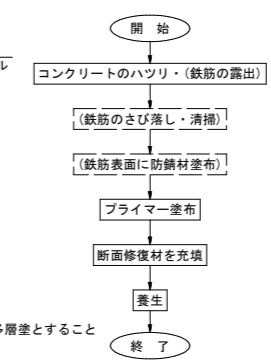 開 始
ル
コンクリートのハツリ・(鉄筋の露出)
(鉄筋のさび落し・清掃)
(鉄筋表面に防錆材塗布)
プライマー塗布
断面修復材を充填
養生
多層塗とすること
終 了